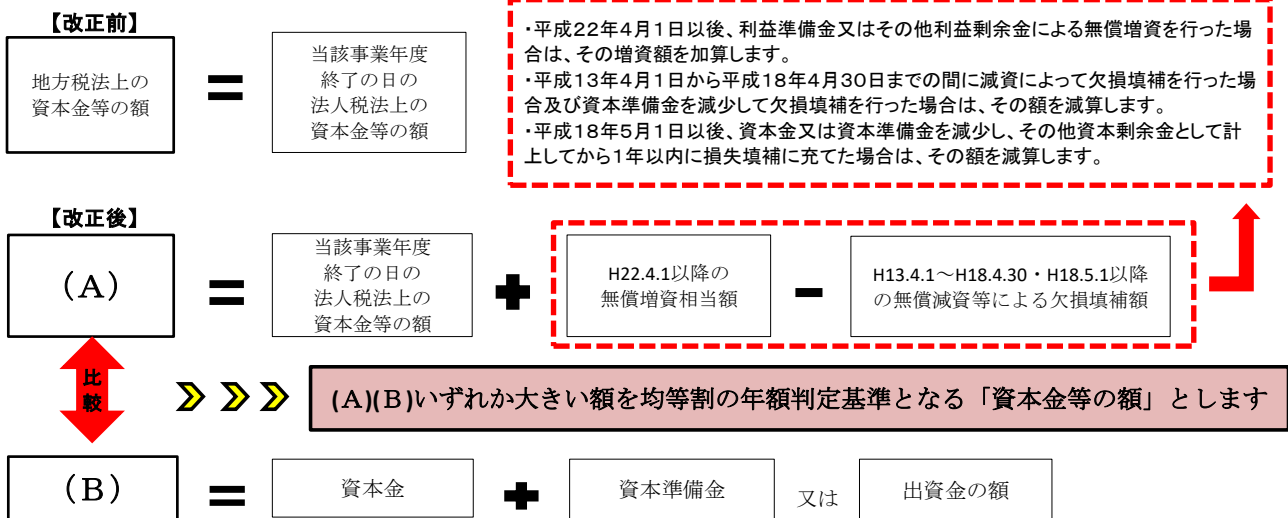 【改正前】
地方税法上の
資本金等の額
＝
当該事業年度
終了の日の
法人税法上の
資本金等の額
・平成22年4月1日以後、利益準備金又はその他利益剰余金による無償増資を行った場
合は、その増資額を加算します。
・平成13年4月1日から平成18年4月30日までの間に減資によって欠損填補を行った場
合及び資本準備金を減少して欠損填補を行った場合は、その額を減算します。
・平成18年5月1日以後、資本金又は資本準備金を減少し、その他資本剰余金として計
上してから1年以内に損失填補に充てた場合は、その額を減算します。
【改正後】
（A）
＝
当該事業年度
終了の日の
法人税法上の
資本金等の額
＋
H22.4.1以降の
無償増資相当額
－
H13.4.1～H18.4.30・H18.5.1以降
の無償減資等による欠損填補額
比
較
(A)(B)いずれか大きい額を均等割の年額判定基準となる「資本金等の額」とします
（B）
＝
資本金
＋
資本準備金
又は
出資金の額